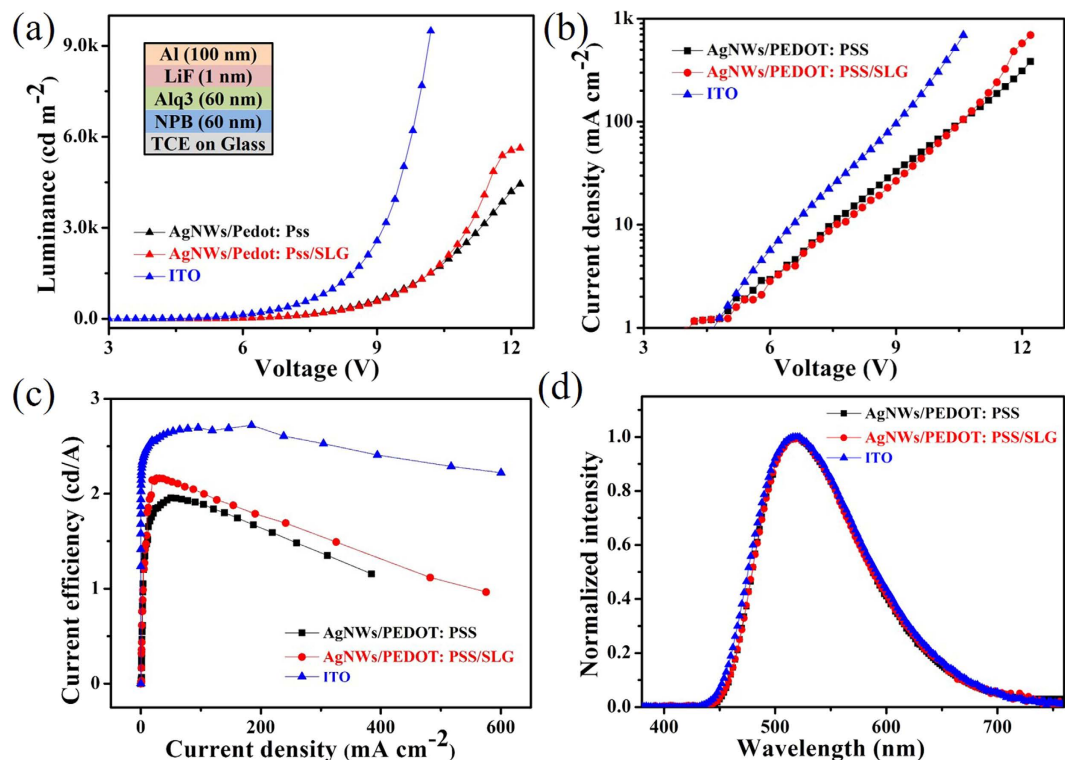 (a)
9.0k
6.0k
3.0k
0.0
Luminance (cd m-2)
Al (100 nm)
LiF (1 nm)
Alq3 (60 nm)
NPB (60 nm)
TCE on Glass
AgNWs/Pedot: Pss
AgNWs/Pedot: Pss/SLG
ITO
3 6 9 12
Voltage (V)
(b)
1k
100
10
1
Current density (mA cm-2)
AgNWs/PEDOT: PSS
AgNWs/PEDOT: PSS/SLG
ITO
3 6 9 12
Voltage (V)
(c)
3
2
1
0
Current efficiency (cd/A)
AgNWs/PEDOT: PSS
AgNWs/PEDOT: PSS/SLG
ITO
0 200 400 600
Current density (mA cm-2)
(d)
1.0
0.8
0.6
0.4
0.2
0.0
Normalized intensity
AgNWs/PEDOT: PSS
AgNWs/PEDOT: PSS/SLG
ITO
400 500 600 700
Wavelength (nm)